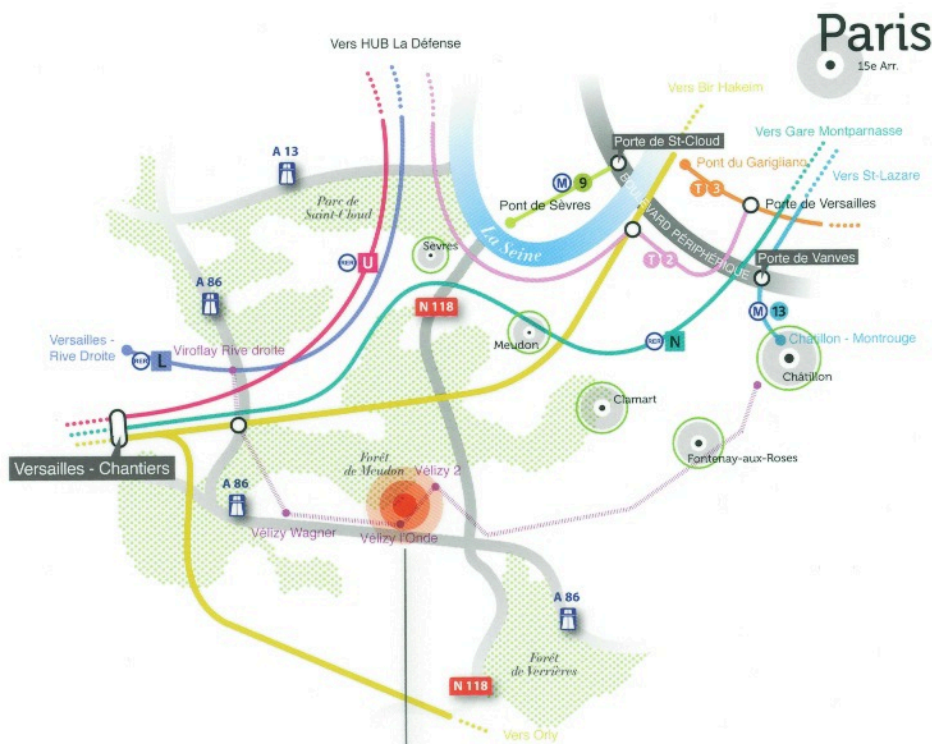 Paris
15e Arr.
Vers HUB La Défense
Vers Bir Hakeim
Vers Gare Montparnasse
Porte de St-Cloud
A 13
Pont du Garigliano
Vers St-Lazare
M 9
T 3
Parc de
Saint-Cloud
Pont de Sèvres
BOULEVARD PÉRIPHÉRIQUE
Porte de Versailles
La Seine
Sèvres
T 2
Porte de Vanves
RER U
A 86
N 118
M 13
Versailles -
Rive Droite
RER L
Viroflay Rive droite
Meudon
RER N
Chatillon - Montrouge
Châtillon
Clamart
Versailles - Chantiers
Forêt
de Meudon
Vélizy 2
Fontenay-aux-Roses
A 86
Vélizy Wagner
Vélizy l'Onde
A 86
Forêt
de Verrières
N 118
Vers Orly